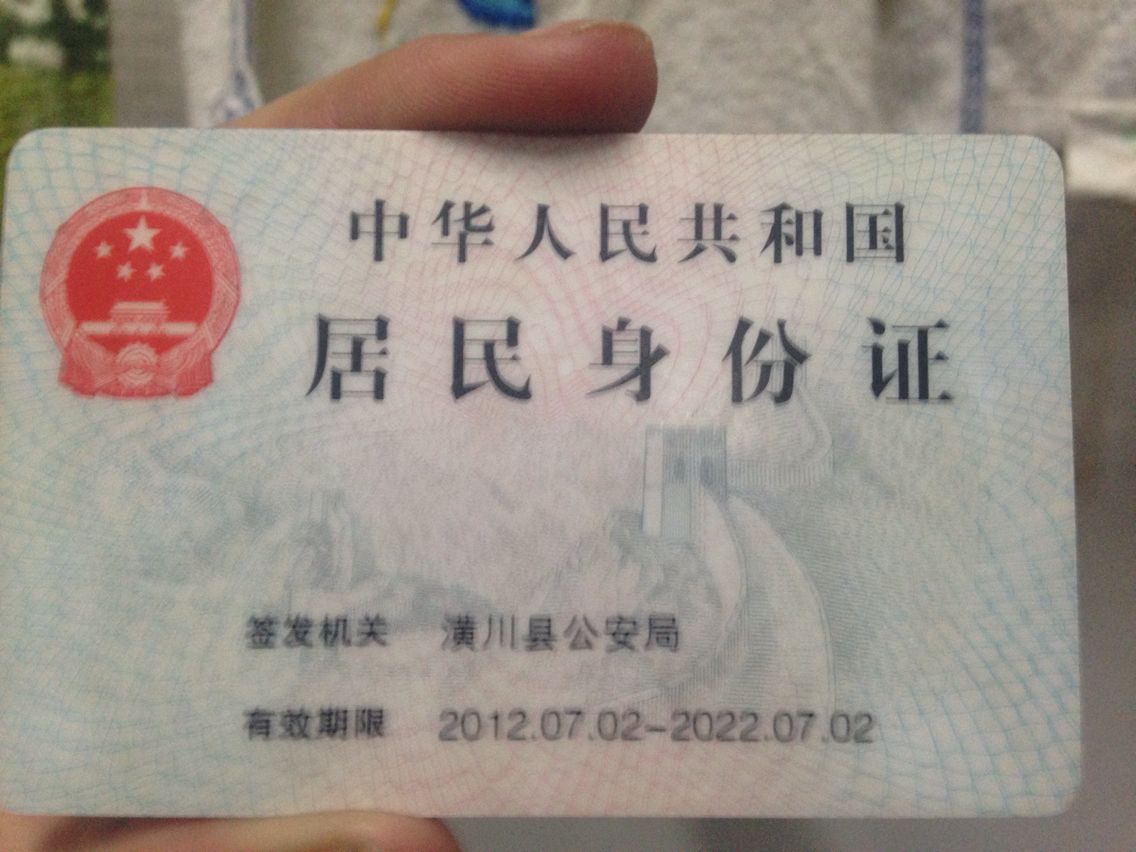 中华人民共和国
居民身份证
签发机关 潢川县公安局
有效期限 2012.07.02-2022.07.02